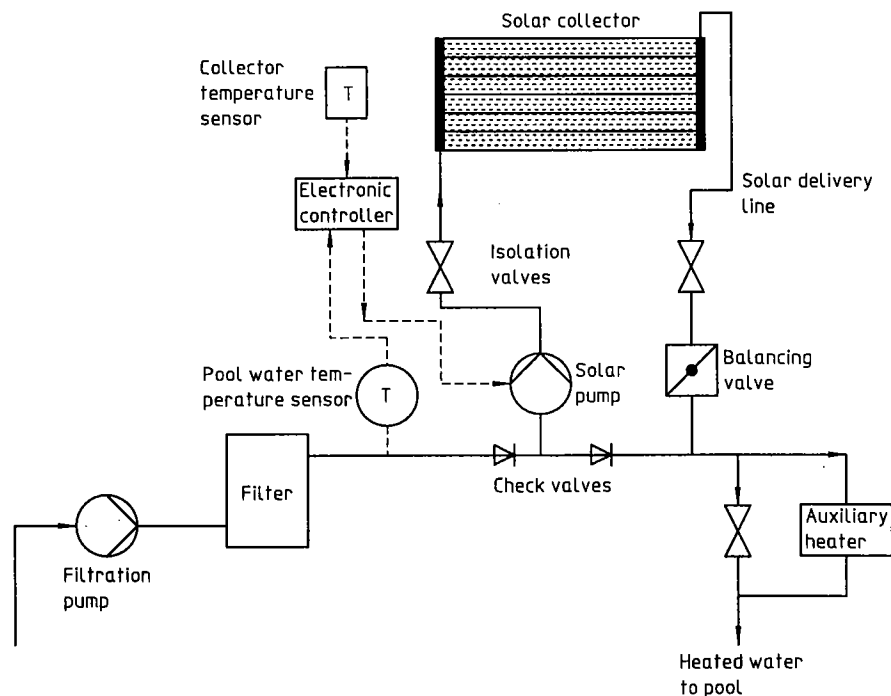 Solar collector
Collector
temperature
sensor
T
Electronic
controller
Solar delivery
line
Isolation
valves
Pool water tem-
perature sensor
T
Solar
pump
Balancing
valve
Filter
Check valves
Auxiliary
heater
Filtration
pump
Heated water
to pool